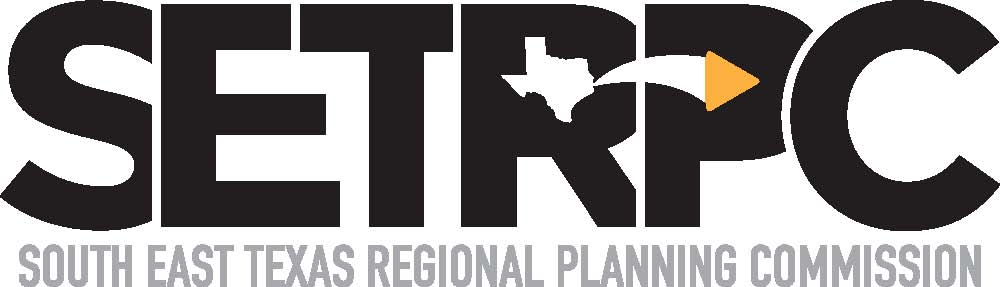 SETRPC
SOUTH EAST TEXAS REGIONAL PLANNING COMMISSION